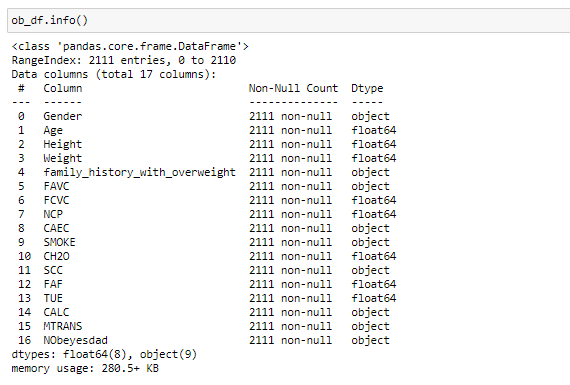 ob_df.info()
<class 'pandas.core.frame.DataFrame'>
RangeIndex: 2111 entries, 0 to 2110
Data columns (total 17 columns):
 #   Column                          Non-Null Count  Dtype
---  ------                          --------------  -----
 0   Gender                          2111 non-null   object
 1   Age                             2111 non-null   float64
 2   Height                          2111 non-null   float64
 3   Weight                          2111 non-null   float64
 4   family_history_with_overweight  2111 non-null   object
 5   FAVC                            2111 non-null   object
 6   FCVC                            2111 non-null   float64
 7   NCP                             2111 non-null   float64
 8   CAEC                            2111 non-null   object
 9   SMOKE                           2111 non-null   object
 10  CH2O                            2111 non-null   float64
 11  SCC                             2111 non-null   object
 12  FAF                             2111 non-null   float64
 13  TUE                             2111 non-null   float64
 14  CALC                            2111 non-null   object
 15  MTRANS                          2111 non-null   object
 16  NObeyesdad                      2111 non-null   object
dtypes: float64(8), object(9)
memory usage: 280.5+ KB